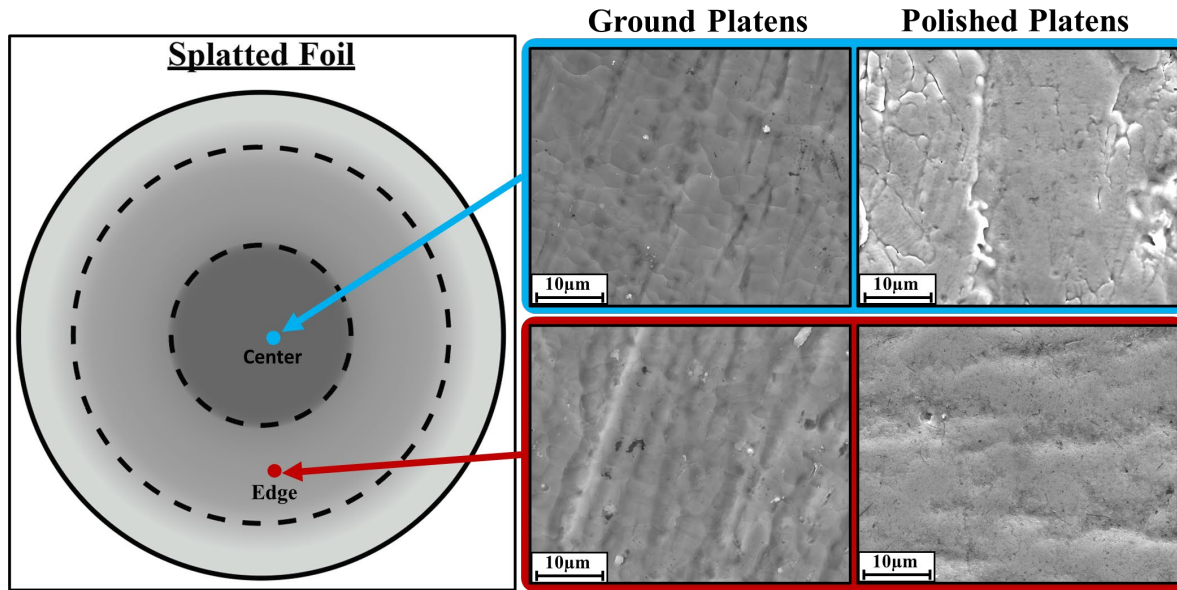 Ground Platens
Polished Platens
Splatted Foil
Center
Edge
10μm
10μm
10μm
10μm